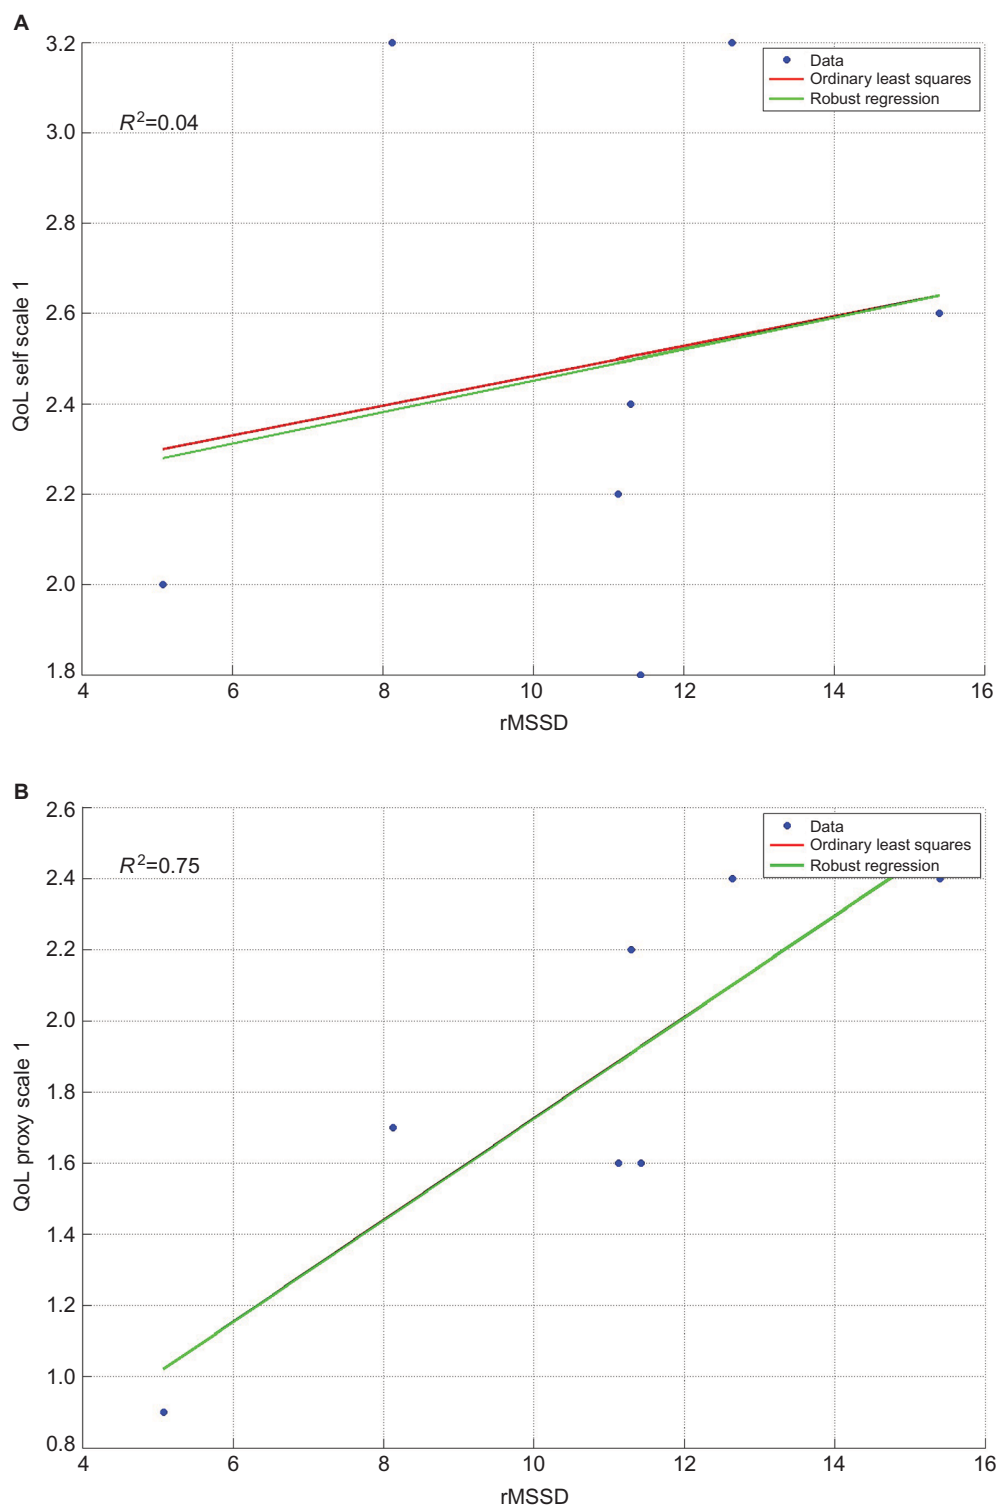 A
3.2
Data
Ordinary least squares
Robust regression
R²=0.04
3.0
2.8
2.6
2.4
2.2
2.0
1.8
QoL self scale 1
4 6 8 10 12 14 16
rMSSD
B
2.6
Data
Ordinary least squares
Robust regression
R²=0.75
2.4
2.2
2.0
1.8
1.6
1.4
1.2
1.0
0.8
QoL proxy scale 1
4 6 8 10 12 14 16
rMSSD